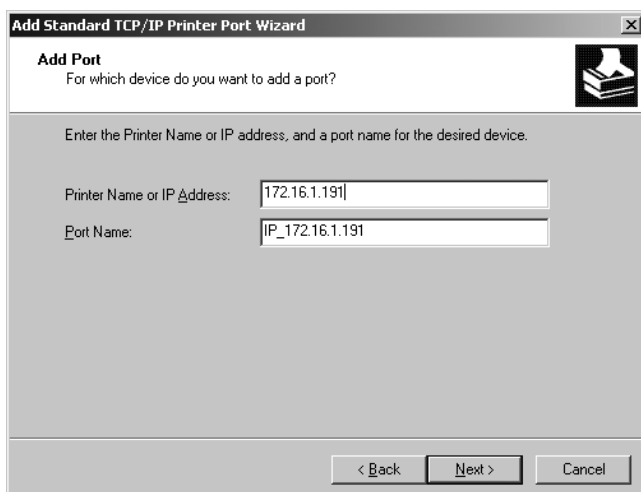 Add Standard TCP/IP Printer Port Wizard
Add Port
For which device do you want to add a port?
Enter the Printer Name or IP address, and a port name for the desired device.
Printer Name or IP Address: 172.16.1.191
Port Name: IP_172.16.1.191
< Back Next > Cancel